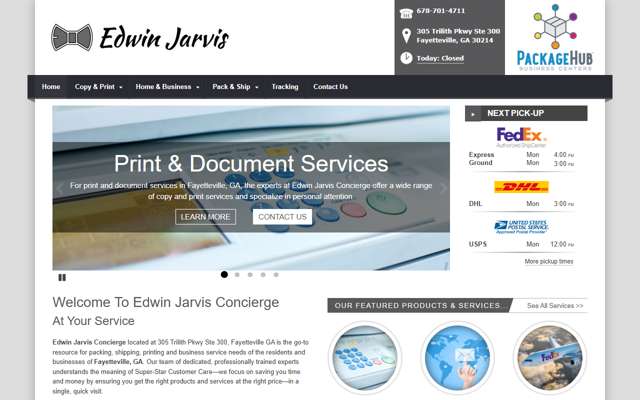 Edwin Jarvis
678-701-4711
305 Trilith Pkwy Ste 300
Fayetteville, GA 30214
Today: Closed
PACKAGEHUB
BUSINESS CENTERS
Home Copy & Print Home & Business Pack & Ship Tracking Contact Us
Print & Document Services
For print and document services in Fayetteville, GA, the experts at Edwin Jarvis Concierge offer a wide range
of copy and print services and specialize in personal attention
LEARN MORE CONTACT US
NEXT PICK-UP
FedEx
Authorized ShipCenter
Express Mon 4:00 PM
Ground Mon 3:00 PM
DHL
DHL Mon 3:00 PM
UNITED STATES
POSTAL SERVICE
Approved Postal Provider
USPS Mon 12:00 PM
More pickup times
Welcome To Edwin Jarvis Concierge
At Your Service
Edwin Jarvis Concierge located at 305 Trilith Pkwy Ste 300, Fayetteville GA is the go-to
resource for packing, shipping, printing and business service needs of the residents and
businesses of Fayetteville, GA. Our team of dedicated, professionally trained experts
understands the meaning of Super-Star Customer Care—we focus on saving you time
and money by ensuring you get the right products and services at the right price—in a
single, quick visit.
OUR FEATURED PRODUCTS & SERVICES... See All Services >>
FedEx